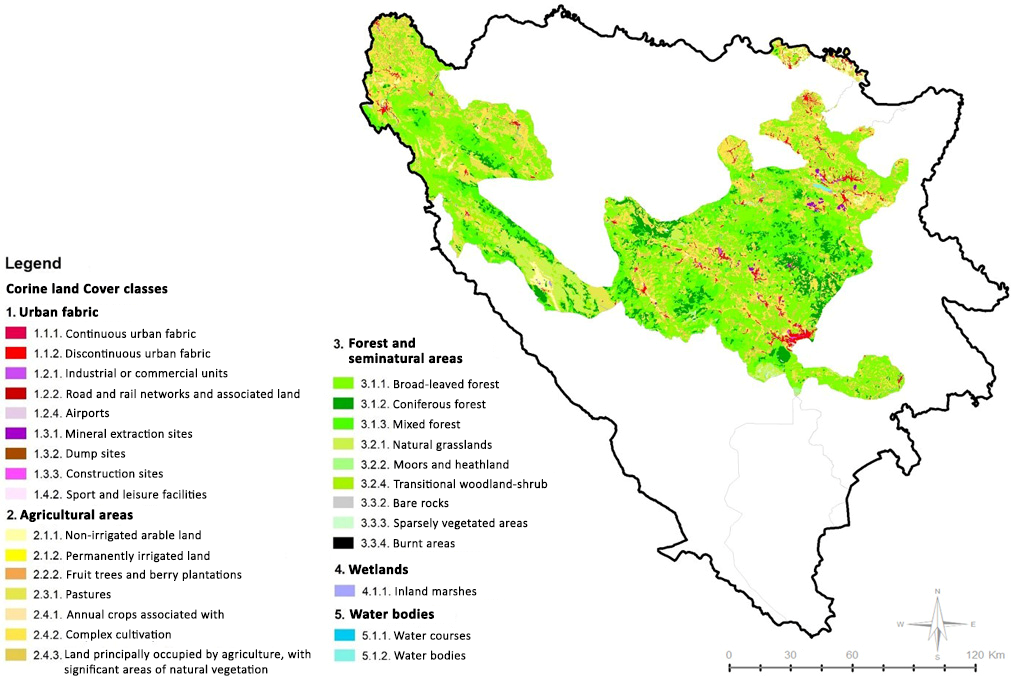 Legend
Corine land Cover classes
1. Urban fabric
1.1.1. Continuous urban fabric
1.1.2. Discontinuous urban fabric
1.2.1. Industrial or commercial units
1.2.2. Road and rail networks and associated land
1.2.4. Airports
1.3.1. Mineral extraction sites
1.3.2. Dump sites
1.3.3. Construction sites
1.4.2. Sport and leisure facilities
2. Agricultural areas
2.1.1. Non-irrigated arable land
2.1.2. Permanently irrigated land
2.2.2. Fruit trees and berry plantations
2.3.1. Pastures
2.4.1. Annual crops associated with
2.4.2. Complex cultivation
2.4.3. Land principally occupied by agriculture, with
significant areas of natural vegetation
3. Forest and
seminatural areas
3.1.1. Broad-leaved forest
3.1.2. Coniferous forest
3.1.3. Mixed forest
3.2.1. Natural grasslands
3.2.2. Moors and heathland
3.2.4. Transitional woodland-shrub
3.3.2. Bare rocks
3.3.3. Sparsely vegetated areas
3.3.4. Burnt areas
4. Wetlands
4.1.1. Inland marshes
5. Water bodies
5.1.1. Water courses
5.1.2. Water bodies
N
W E
S
0 30 60 120 Km